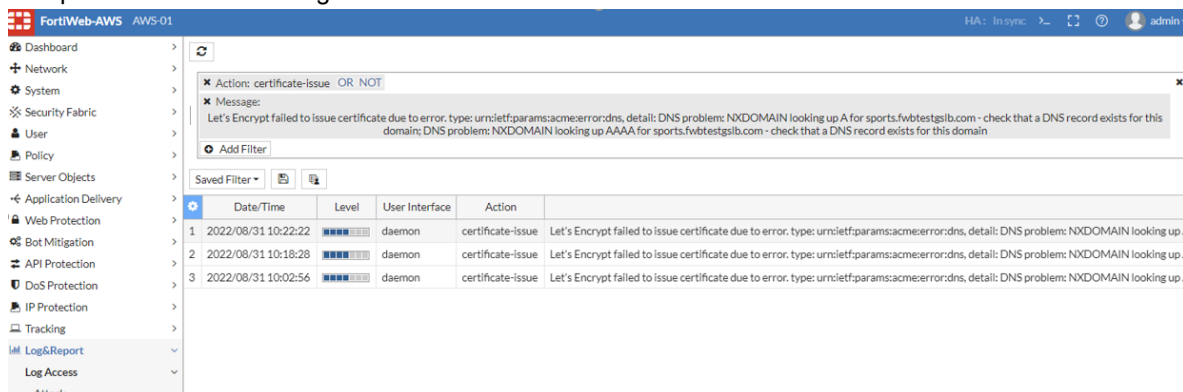 FortiWeb-AWS AWS-01 HA: In sync >_ admin
Dashboard
Network
System
Security Fabric
User
Policy
Server Objects
Application Delivery
Web Protection
Bot Mitigation
API Protection
DoS Protection
IP Protection
Tracking
Log&Report
Log Access
Action: certificate-issue OR NOT
Message:
Let's Encrypt failed to issue certificate due to error. type: urn:ietf:params:acme:error:dns, detail: DNS problem: NXDOMAIN looking up A for sports.fwbtestgslb.com - check that a DNS record exists for this
domain; DNS problem: NXDOMAIN looking up AAAA for sports.fwbtestgslb.com - check that a DNS record exists for this domain
Add Filter
Saved Filter
Date/Time Level User Interface Action
1 2022/08/31 10:22:22 daemon certificate-issue Let's Encrypt failed to issue certificate due to error. type: urn:ietf:params:acme:error:dns, detail: DNS problem: NXDOMAIN looking up
2 2022/08/31 10:18:28 daemon certificate-issue Let's Encrypt failed to issue certificate due to error. type: urn:ietf:params:acme:error:dns, detail: DNS problem: NXDOMAIN looking up
3 2022/08/31 10:02:56 daemon certificate-issue Let's Encrypt failed to issue certificate due to error. type: urn:ietf:params:acme:error:dns, detail: DNS problem: NXDOMAIN looking up